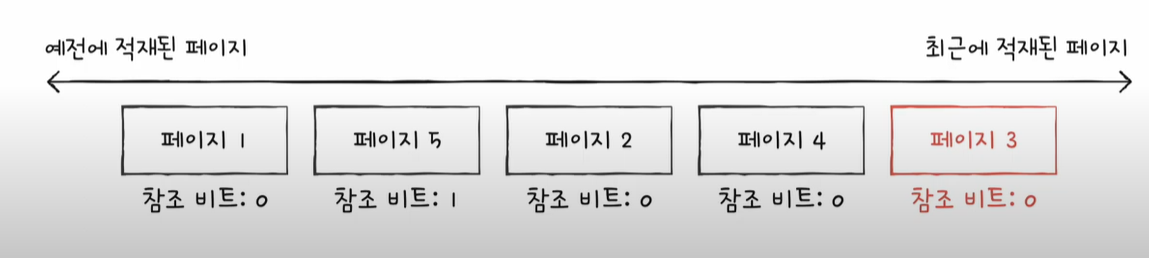 예전에 적재된 페이지
최근에 적재된 페이지
페이지 1
페이지 5
페이지 2
페이지 4
페이지 3
참조 비트: 0
참조 비트: 1
참조 비트: 0
참조 비트: 0
참조 비트: 0